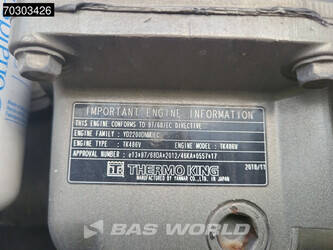 70303426
IMPORTANT ENGINE INFORMATION
THIS ENGINE CONFORMS TO 97/68/EC DIRECTIVE
ENGINE FAMILY :
ENGINE TYPE : TK486V ENGINE MODEL : TK486V
APPROVAL NUMBER : e13*97/68DA*2012/46KA*0557*17
THERMO KING
2018/11
MANUFACTURED BY YANMAR CO.,LTD. IN JAPAN
BAS WORLD